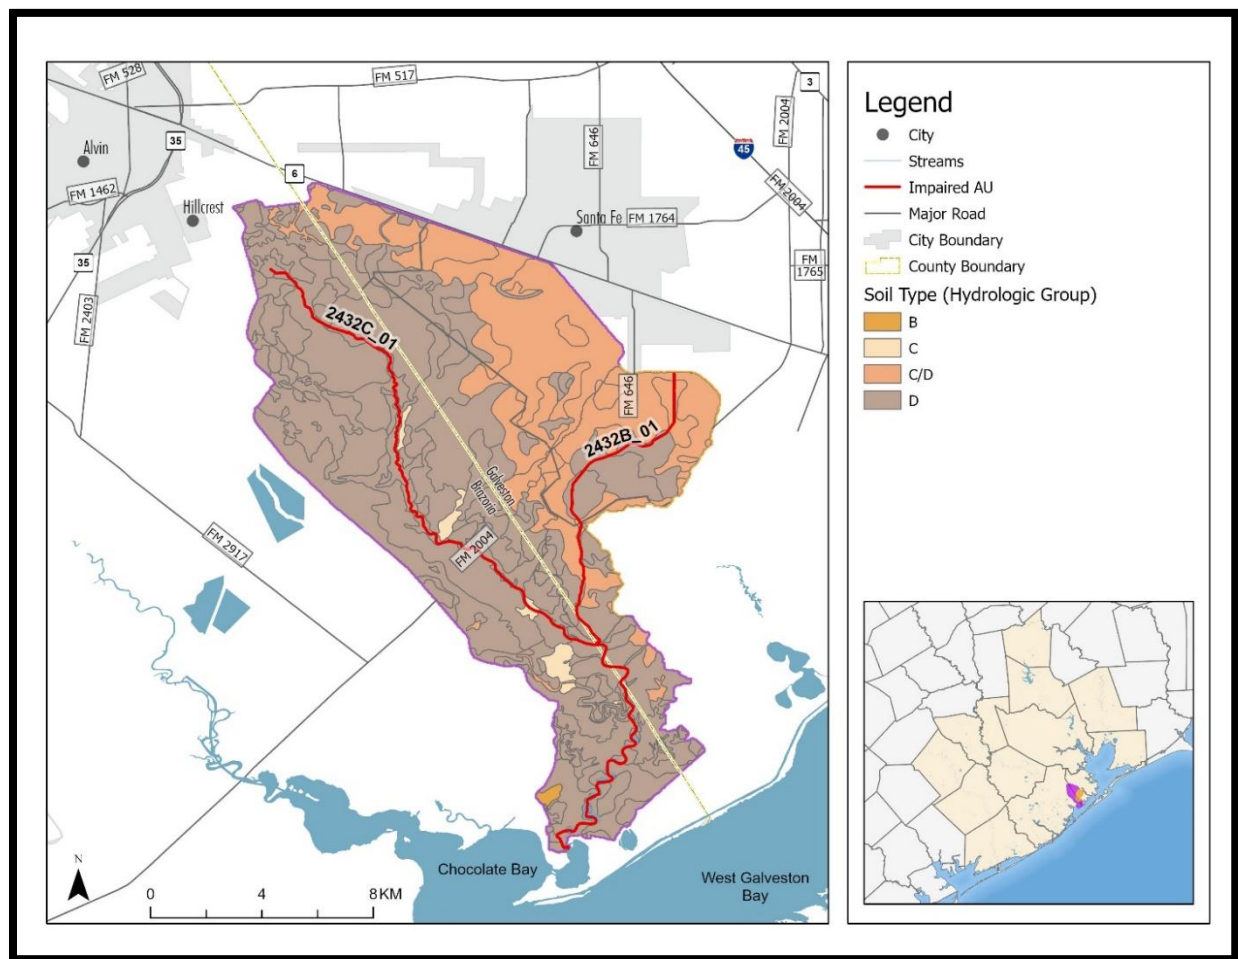 FM 528
FM 517
3
Alvin
35
FM 646
FM 2004
45
6
FM 1462
FM 2004
Hillcrest
Santa Fe
FM 1764
35
FM
1765
FM 2403
2432C_01
FM 646
2432B_01
Galveston
Brazoria
FM 2004
FM 2917
Chocolate Bay
West Galveston
Bay
N
0 4 8 KM
Legend
City
Streams
Impaired AU
Major Road
City Boundary
County Boundary
Soil Type (Hydrologic Group)
B
C
C/D
D